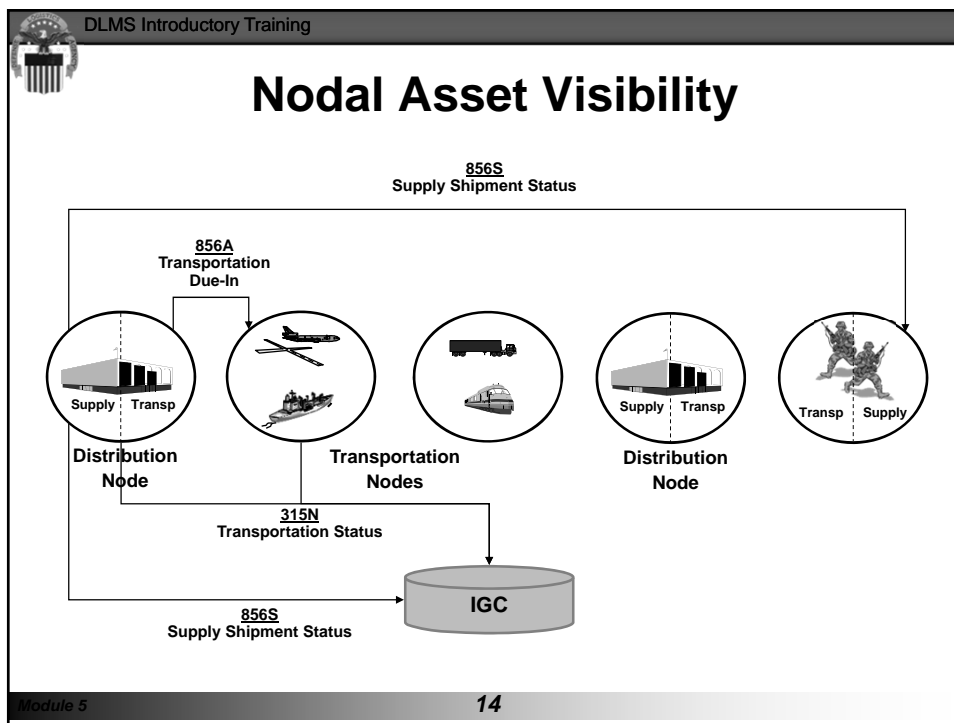 DLMS Introductory Training
Nodal Asset Visibility
856S
Supply Shipment Status
856A
Transportation
Due-In
Supply Transp
Supply Transp
Transp Supply
Distribution
Node
Transportation
Nodes
Distribution
Node
315N
Transportation Status
IGC
856S
Supply Shipment Status
Module 5
14